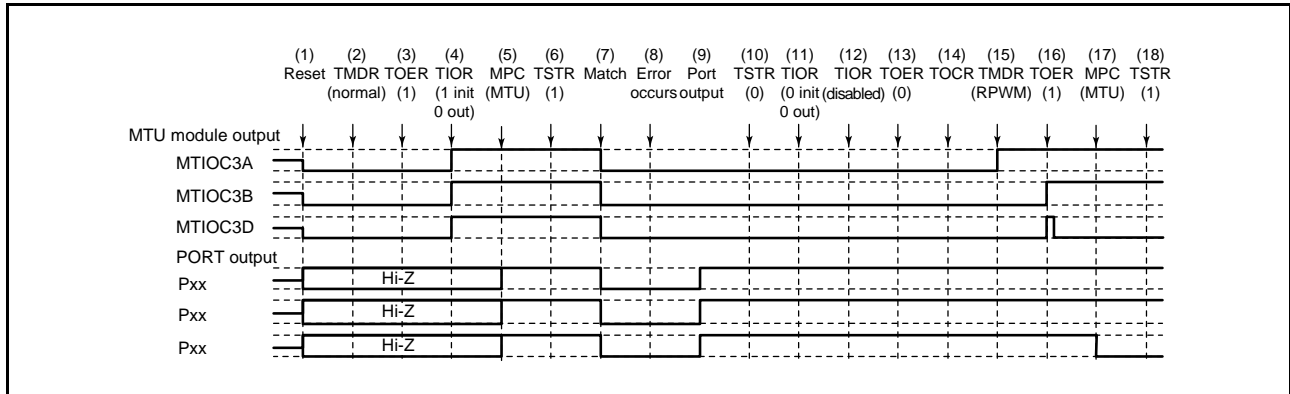 (1) (2) (3) (4) (5) (6) (7) (8) (9) (10) (11) (12) (13) (14) (15) (16) (17) (18)
Reset TMDR TOER TIOR MPC TSTR Match Error Port TSTR TIOR TIOR TOER TOCR TMDR TOER MPC TSTR
(normal) (1) (1 init (MTU) (1) occurs output (0) (0 init (disabled) (0) (RPWM) (1) (MTU) (1)
0 out) 0 out)
MTU module output
MTIOC3A
MTIOC3B
MTIOC3D
PORT output
Pxx Hi-Z
Pxx Hi-Z
Pxx Hi-Z